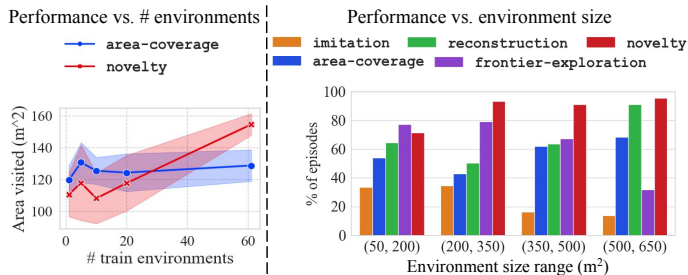 Performance vs. # environments
area-coverage
novelty
Area visited (m^2)
160
140
120
100
0
20
40
60
# train environments
Performance vs. environment size
imitation
reconstruction
novelty
area-coverage
frontier-exploration
% of episodes
100
80
60
40
20
0
(50, 200)
(200, 350)
(350, 500)
(500, 650)
Environment size range (m²)